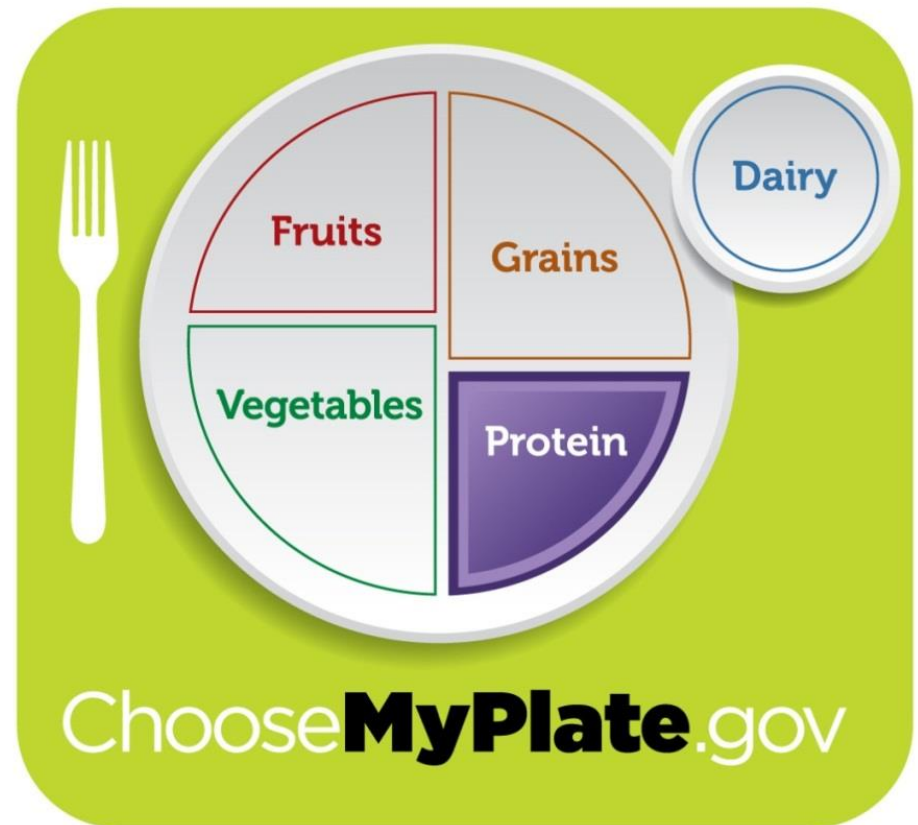 Fruits
Grains
Dairy
Vegetables
Protein
ChooseMyPlate.gov